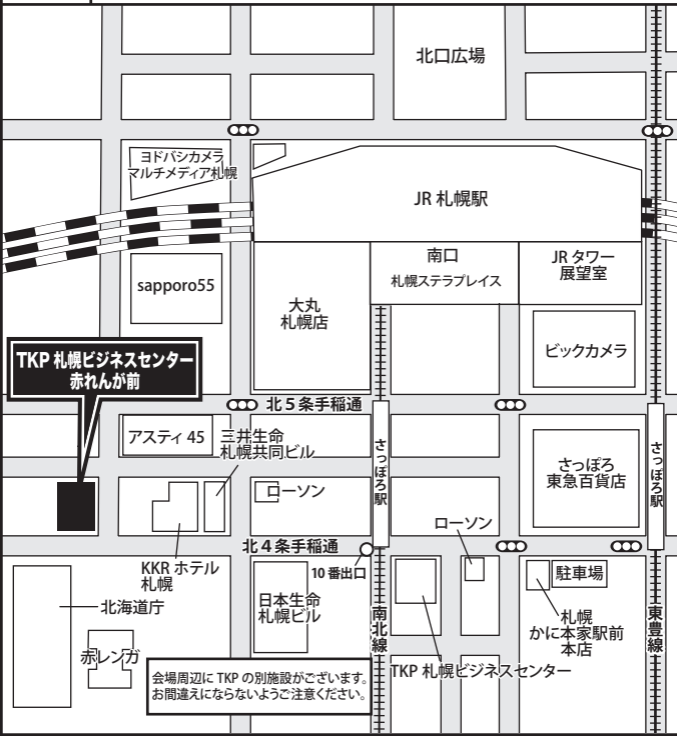 北口広場
ヨドバシカメラ
マルチメディア札幌
JR 札幌駅
南口
札幌ステラプレイス
JR タワー
展望室
sapporo55
大丸
札幌店
ビックカメラ
TKP 札幌ビジネスセンター
赤れんが前
北5条手稲通
アスティ 45
三井生命
札幌共同ビル
さっぽろ駅
さっぽろ
東急百貨店
さっぽろ駅
ローソン
ローソン
北4条手稲通
10 番出口
KKR ホテル
札幌
北海道庁
赤レンガ
日本生命
札幌ビル
南北線
駐車場
札幌
かに本家駅前
本店
東豊線
TKP 札幌ビジネスセンター
会場周辺に TKP の別施設がございます。
お間違えにならないようご注意ください。